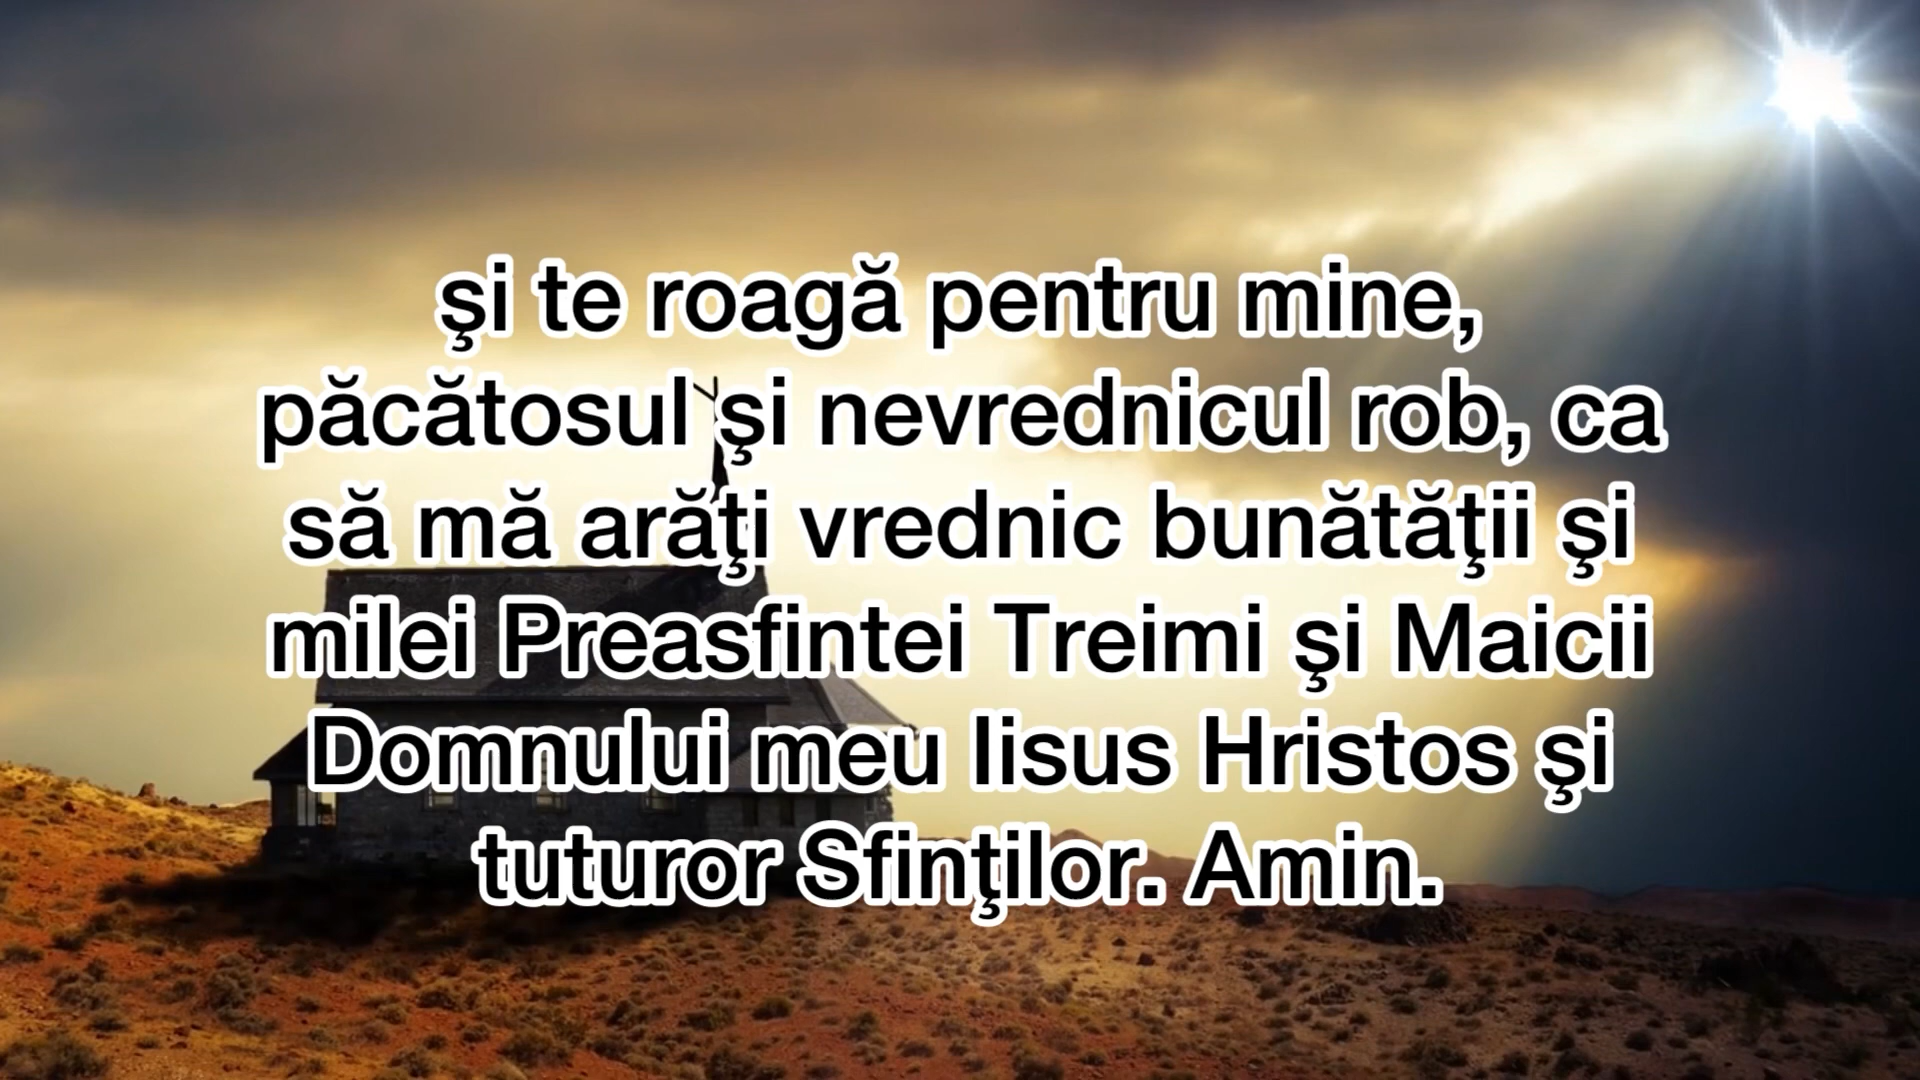 şi te roagă pentru mine,
păcătosul şi nevrednicul rob, ca
să mă arăţi vrednic bunătăţii şi
milei Preasfintei Treimi şi Maicii
Domnului meu Iisus Hristos şi
tuturor Sfinţilor. Amin.